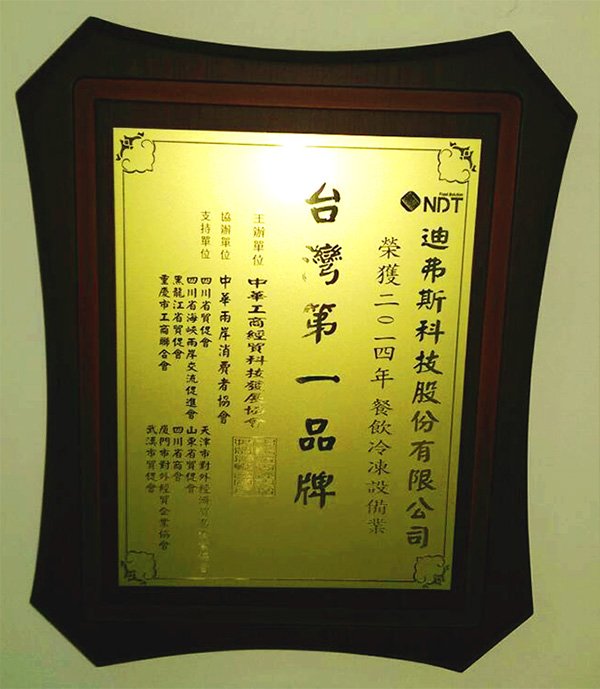 Food Solution
NDT
迪弗斯科技股份有限公司
榮獲二〇一四年 餐飲冷凍設備業
台灣第一品牌
主辦單位 中華工商經貿科技發展協會
協辦單位 中華兩岸消費者協會
支持單位 四川省貿促會
四川省海峽兩岸交流促進會
黑龍江省貿促會
重慶市工商聯合會
天津市對外經濟貿
山東省貿促會
四川省商會
廈門市對外經貿企業協會
武漢市貿促會